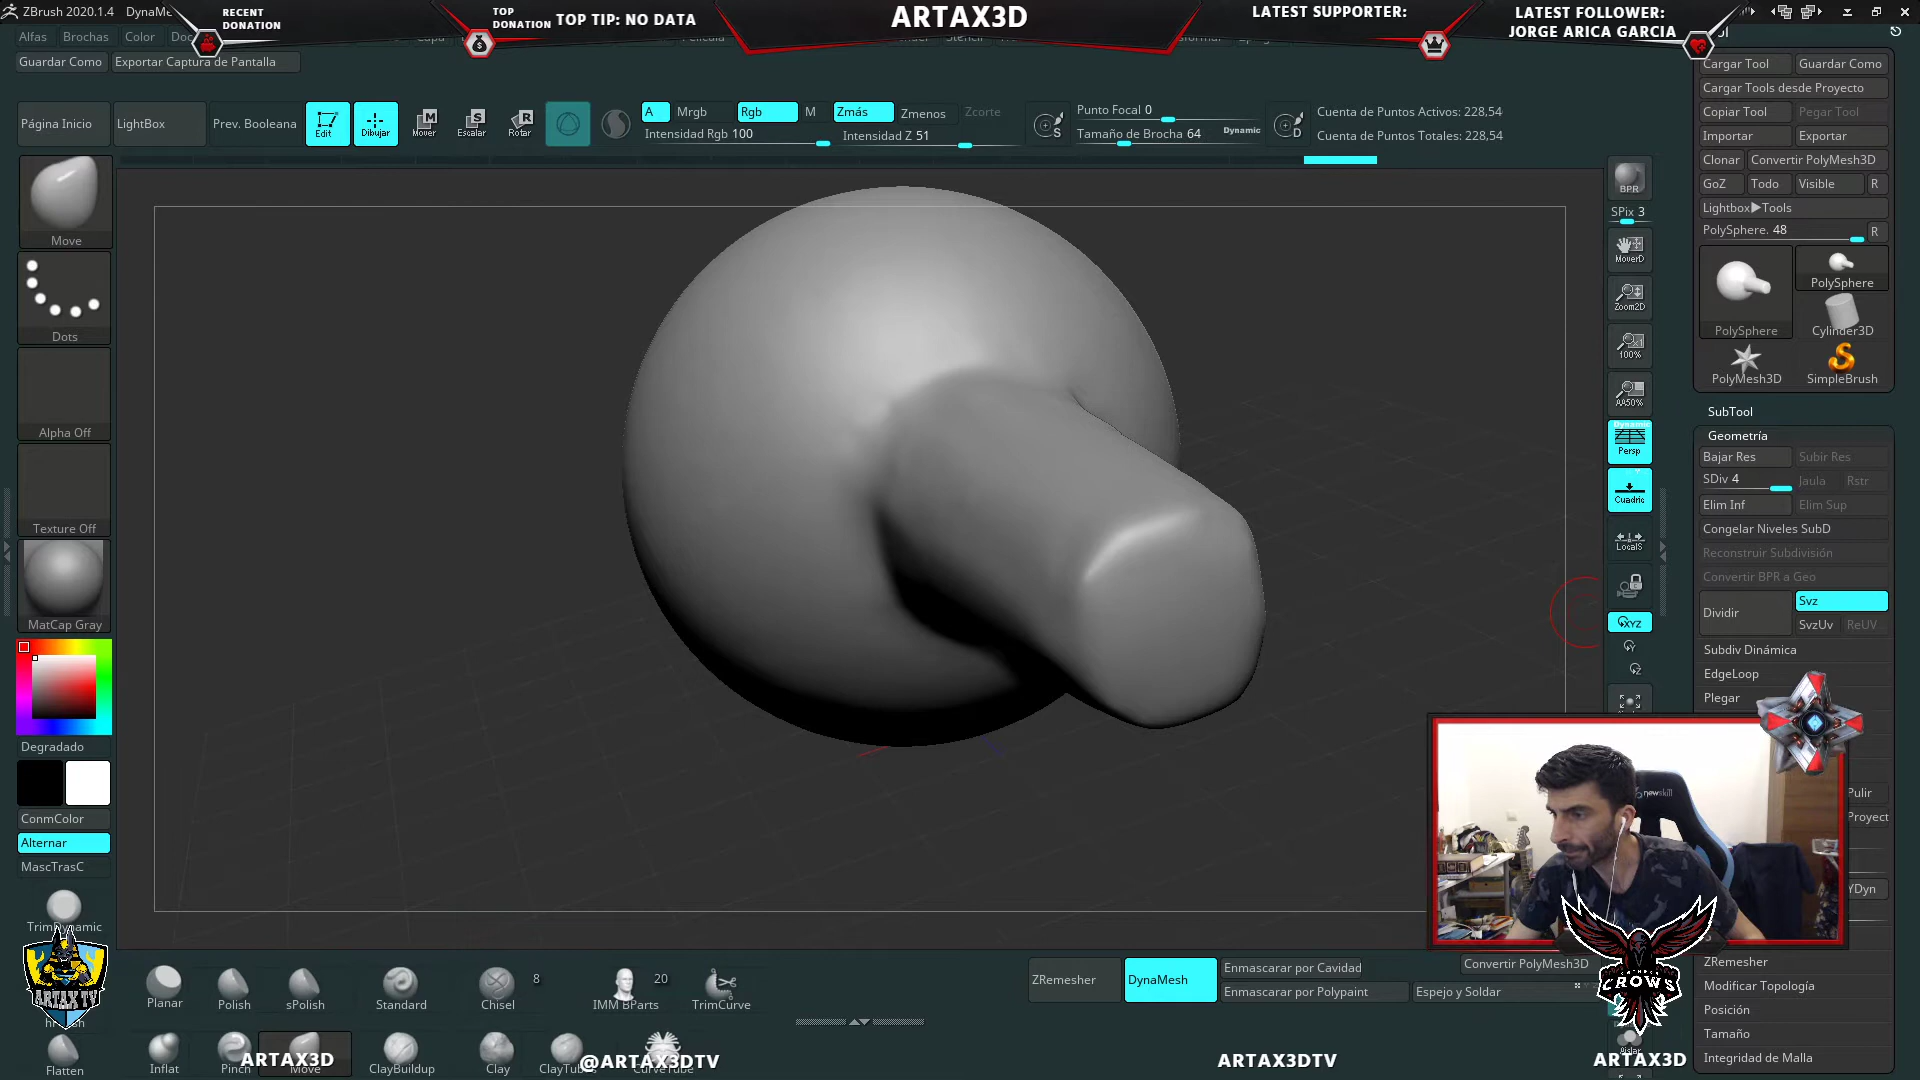 ZBrush 2020.1.4 DynaMe
RECENT
DONATION
TOP
DONATION
TOP TIP: NO DATA
ARTAX3D
LATEST SUPPORTER:
LATEST FOLLOWER:
JORGE ARICA GARCIA
Alfas Brochas Color
Guardar Como Exportar Captura de Pantalla
Página Inicio LightBox Prev. Booleana Edit Dibujar Mover Escalar Rotar
A Mrgb Rgb M Zmás Zmenos Zcorte
Intensidad Rgb 100 Intensidad Z 51
Punto Focal 0
Tamaño de Brocha 64 Dynamic
S D
Cuenta de Puntos Activos: 228,54
Cuenta de Puntos Totales: 228,54
Move
Dots
Alpha Off
Texture Off
MatCap Gray
Degradado
ConmColor
Alternar
MascTrasC
TrimDynamic
ARTAX TV
Flatten
BPR
SPix 3
MoverD
Zoom2D
100%
AA50%
Dynamic
Persp
Cuadric
LocalS
XYZ
Y
Z
Cargar Tool Guardar Como
Cargar Tools desde Proyecto
Copiar Tool Pegar Tool
Importar Exportar
Clonar Convertir PolyMesh3D
GoZ Todo Visible R
Lightbox▶Tools
PolySphere. 48 R
PolySphere
PolySphere
Cylinder3D
PolyMesh3D
SimpleBrush
SubTool
Geometría
Bajar Res Subir Res
SDiv 4 Jaula Rstr
Elim Inf Elim Sup
Congelar Niveles SubD
Reconstruir Subdivisión
Convertir BPR a Geo
Dividir Svz
SvzUv ReUV
Subdiv Dinámica
EdgeLoop
Plegar
Pulir
Proyect
YDyn
newskill
CROWS
ZRemesher
Modificar Topología
Posición
Tamaño
Integridad de Malla
Planar Polish sPolish Standard Chisel 8 IMM BParts 20 TrimCurve
ZRemesher DynaMesh
Enmascarar por Cavidad
Enmascarar por Polypaint
Convertir PolyMesh3D
Espejo y Soldar
Inflat Pinch Move ClayBuildup Clay
ARTAX3D
@ARTAX3DTV
ARTAX3DTV
ARTAX3D